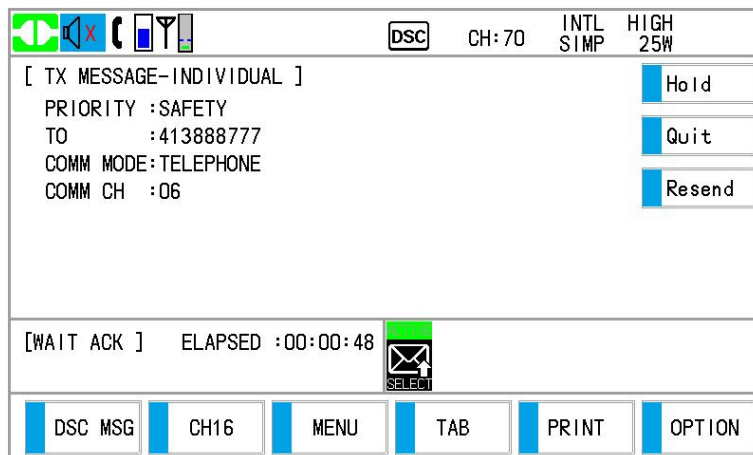 DSC CH:70 INTL SIMP HIGH 25W
[ TX MESSAGE-INDIVIDUAL ]
PRIORITY :SAFETY
TO :413888777
COMM MODE:TELEPHONE
COMM CH :06
Hold
Quit
Resend
[WAIT ACK ] ELAPSED :00:00:48
SELECT
DSC MSG CH16 MENU TAB PRINT OPTION